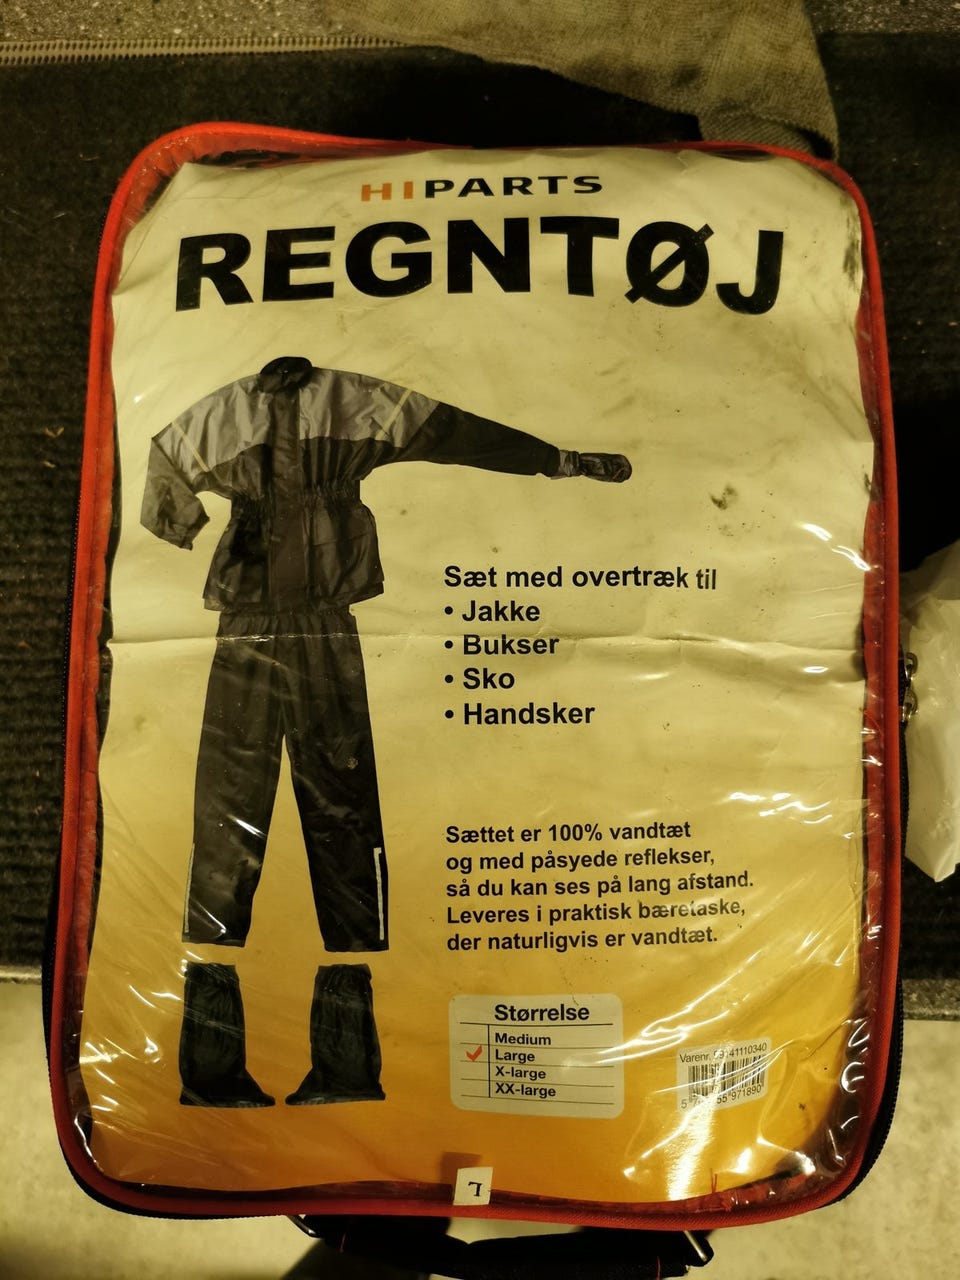 HIPARTS
REGNTØJ
Sæt med overtræk til
• Jakke
• Bukser
• Sko
• Handsker
Sættet er 100% vandtæt
og med påsyede reflekser,
så du kan ses på lang afstand.
Leveres i praktisk bæretaske,
der naturligvis er vandtæt.
Størrelse
Medium
Large
X-large
XX-large
Varenr.
971890
L